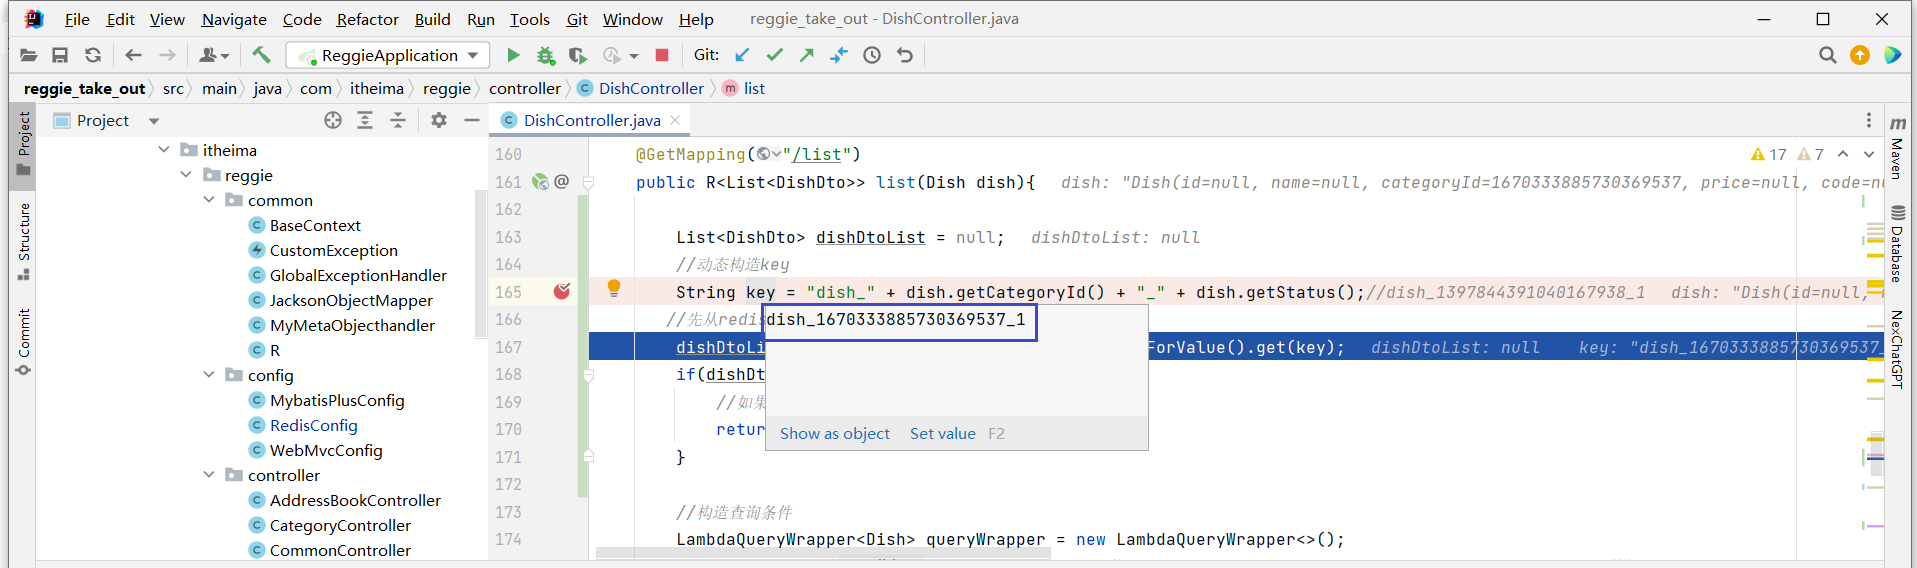 File Edit View Navigate Code Refactor Build Run Tools Git Window Help reggie_take_out - DishController.java
ReggieApplication Git:
reggie_take_out src main java com itheima reggie controller DishController list
Project
DishController.java
itheima
reggie
common
BaseContext
CustomException
GlobalExceptionHandler
JacksonObjectMapper
MyMetaObjecthandler
R
config
MybatisPlusConfig
RedisConfig
WebMvcConfig
controller
AddressBookController
CategoryController
CommonController
Project
Structure
Commit
160 @GetMapping("/list")
17 7
161 public R<List<DishDto>> list(Dish dish){ dish: "Dish(id=null, name=null, categoryId=1670333885730369537, price=null, code=nu
162
163 List<DishDto> dishDtoList = null; dishDtoList: null
164 //动态构造key
165 String key = "dish_" + dish.getCategoryId() + "_" + dish.getStatus();//dish_1397844391040167938_1 dish: "Dish(id=null,
166 //先从redis
dish_1670333885730369537_1
167 dishDtoLi ForValue().get(key); dishDtoList: null key: "dish_1670333885730369537_
168 if(dishDt
169 //如果
170 retur
Show as object Set value F2
171 }
172
173 //构造查询条件
174 LambdaQueryWrapper<Dish> queryWrapper = new LambdaQueryWrapper<>();
m Maven
Database
NexChatGPT